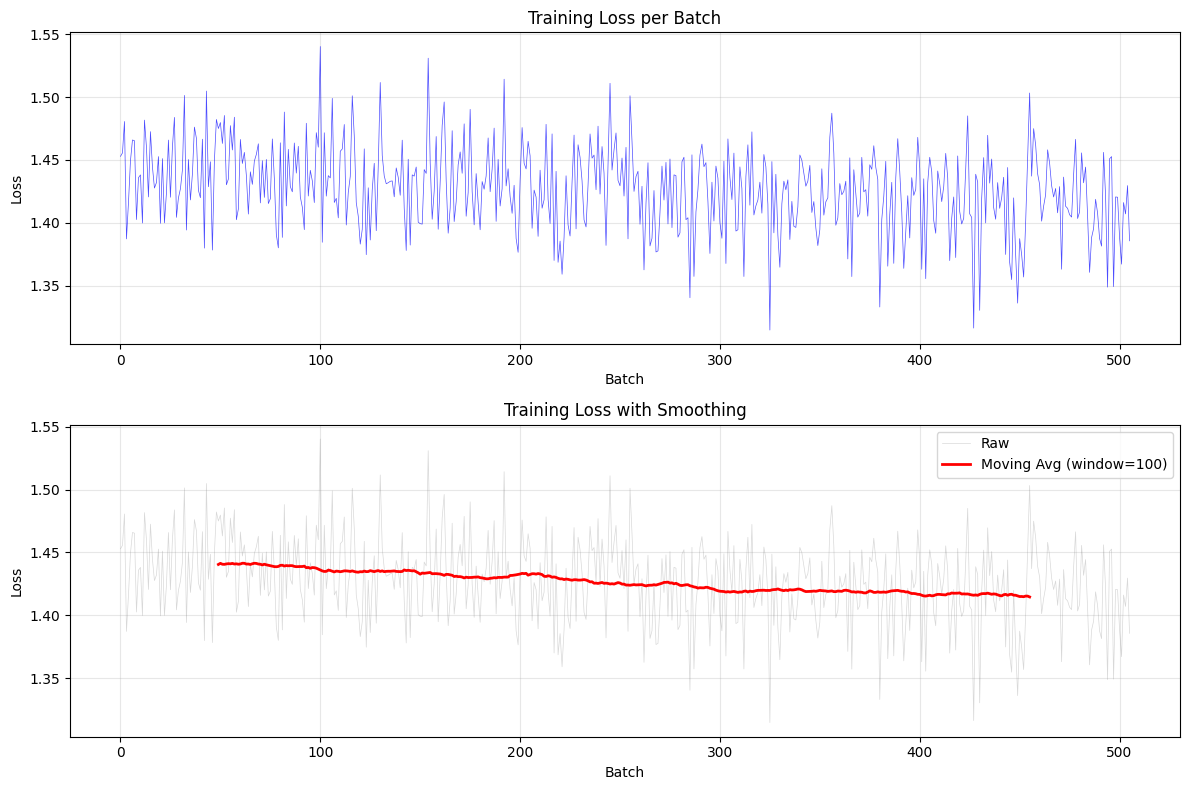 Training Loss per Batch
1.55
1.50
1.45
1.40
1.35
Loss
0 100 200 300 400 500
Batch
Training Loss with Smoothing
1.55
1.50
1.45
1.40
1.35
Loss
Raw
Moving Avg (window=100)
0 100 200 300 400 500
Batch